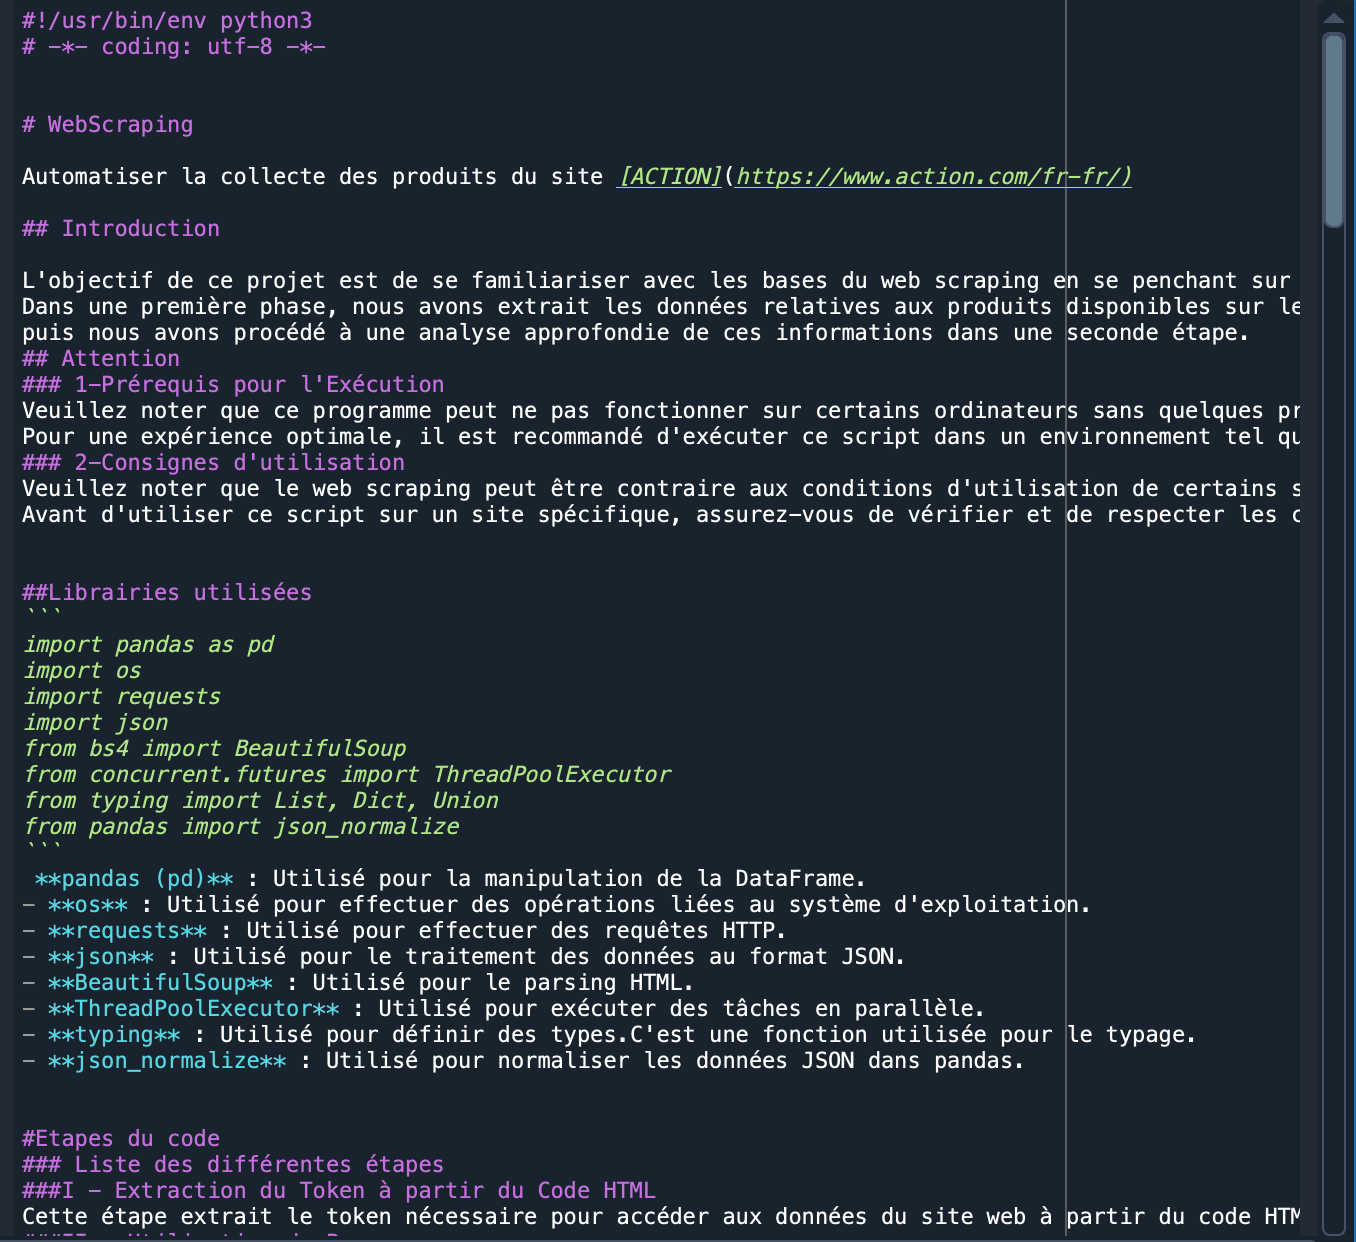 #!/usr/bin/env python3
# -*- coding: utf-8 -*-
# WebScraping
Automatiser la collecte des produits du site [ACTION](https://www.action.com/fr-fr/)
## Introduction
L'objectif de ce projet est de se familiariser avec les bases du web scraping en se penchant sur
Dans une première phase, nous avons extrait les données relatives aux produits disponibles sur le
puis nous avons procédé à une analyse approfondie de ces informations dans une seconde étape.
## Attention
### 1-Prérequis pour l'Exécution
Veuillez noter que ce programme peut ne pas fonctionner sur certains ordinateurs sans quelques pr
Pour une expérience optimale, il est recommandé d'exécuter ce script dans un environnement tel qu
### 2-Consignes d'utilisation
Veuillez noter que le web scraping peut être contraire aux conditions d'utilisation de certains s
Avant d'utiliser ce script sur un site spécifique, assurez-vous de vérifier et de respecter les c
##Librairies utilisées
```
import pandas as pd
import os
import requests
import json
from bs4 import BeautifulSoup
from concurrent.futures import ThreadPoolExecutor
from typing import List, Dict, Union
from pandas import json_normalize
```
**pandas (pd)** : Utilisé pour la manipulation de la DataFrame.
- **os** : Utilisé pour effectuer des opérations liées au système d'exploitation.
- **requests** : Utilisé pour effectuer des requêtes HTTP.
- **json** : Utilisé pour le traitement des données au format JSON.
- **BeautifulSoup** : Utilisé pour le parsing HTML.
- **ThreadPoolExecutor** : Utilisé pour exécuter des tâches en parallèle.
- **typing** : Utilisé pour définir des types.C'est une fonction utilisée pour le typage.
- **json_normalize** : Utilisé pour normaliser les données JSON dans pandas.
#Etapes du code
### Liste des différentes étapes
###I - Extraction du Token à partir du Code HTML
Cette étape extrait le token nécessaire pour accéder aux données du site web à partir du code HTM